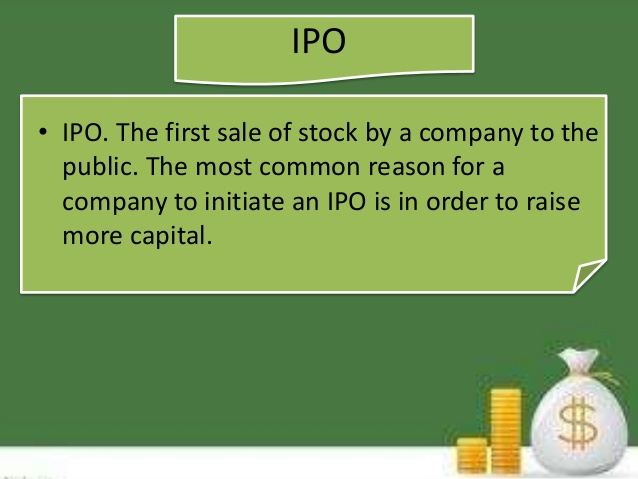 IPO
• IPO. The first sale of stock by a company to the
public. The most common reason for a
company to initiate an IPO is in order to raise
more capital.
$